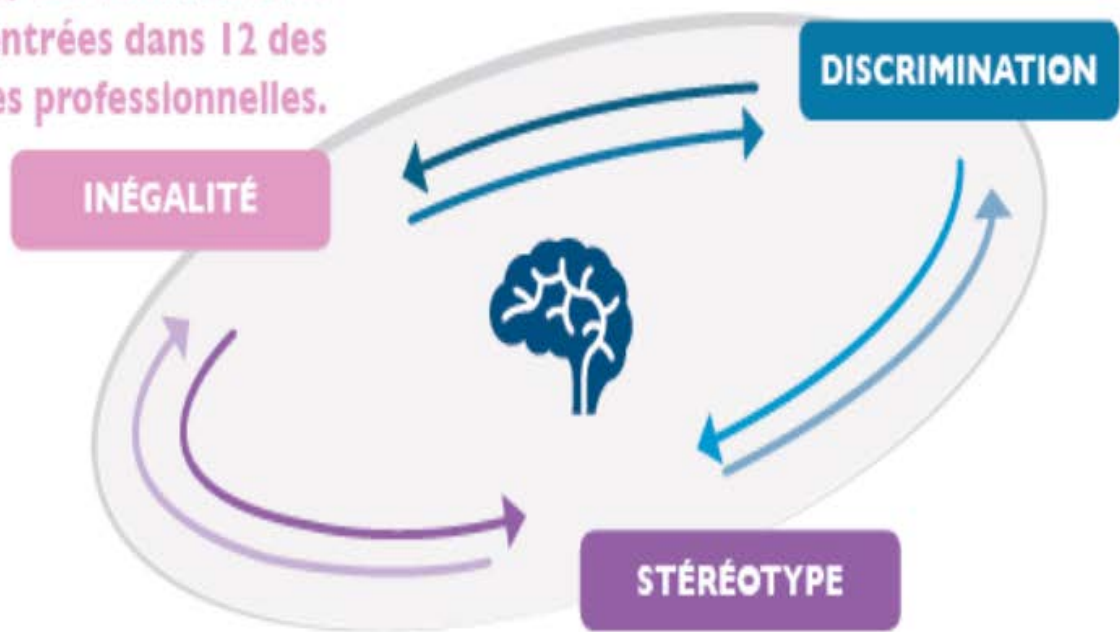 ntrées dans 12 des
es professionnelles.
DISCRIMINATION
INÉGALITÉ
STÉRÉOTYPE